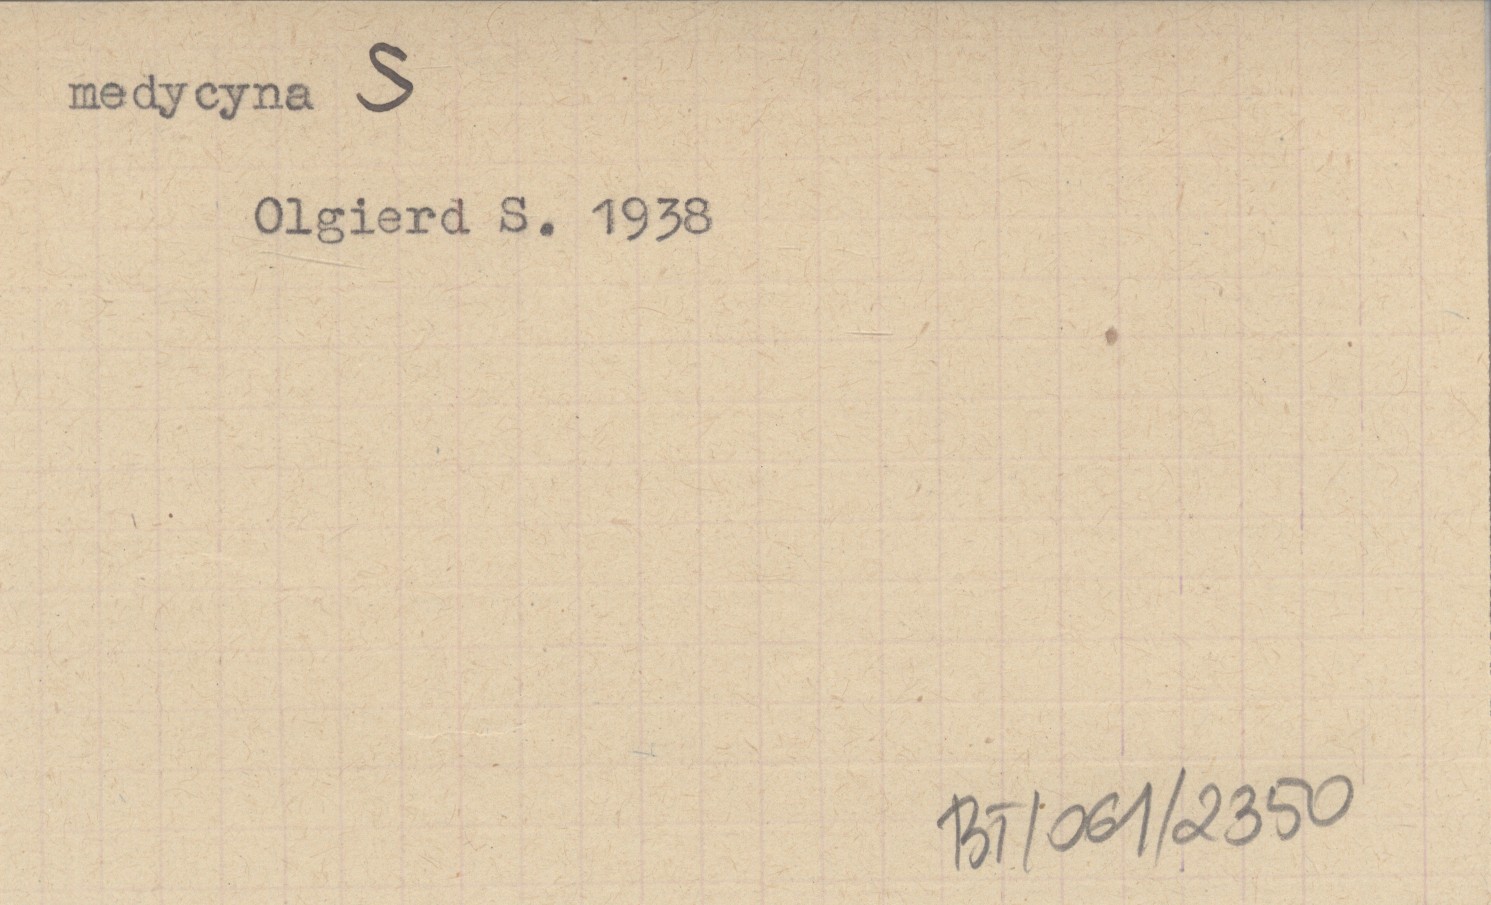 medycyna S
Olgierd S. 1938
BT/061/2350